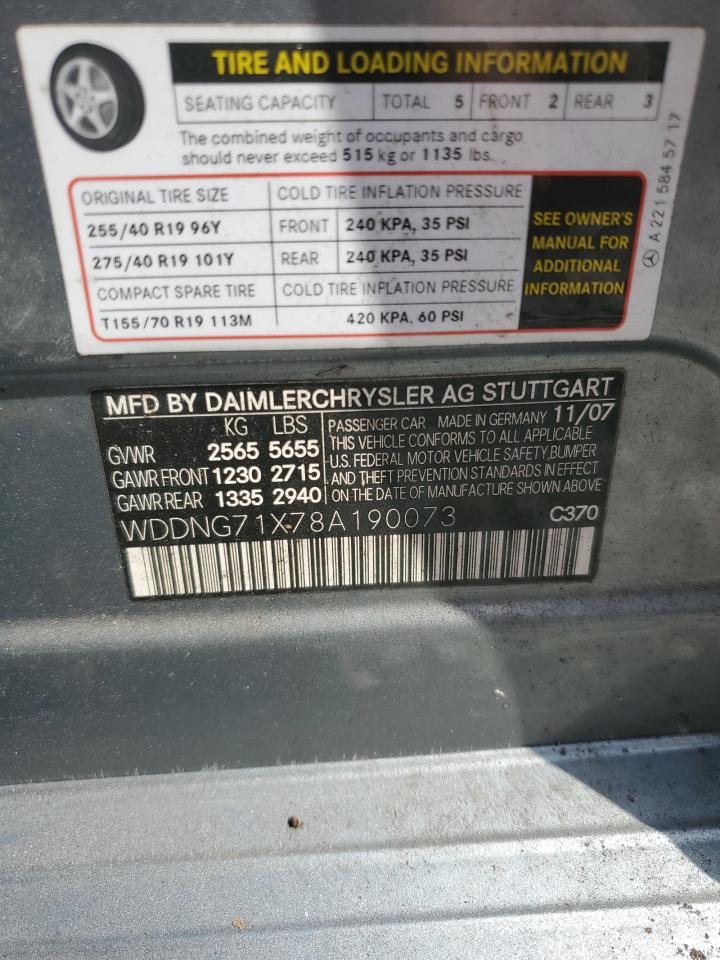 TIRE AND LOADING INFORMATION
SEATING CAPACITY TOTAL 5 FRONT 2 REAR 3
The combined weight of occupants and cargo
should never exceed 515 kg or 1135 lbs.
ORIGINAL TIRE SIZE COLD TIRE INFLATION PRESSURE
255/40 R19 96Y FRONT 240 KPA, 35 PSI
275/40 R19 101Y REAR 240 KPA, 35 PSI
COMPACT SPARE TIRE COLD TIRE INFLATION PRESSURE
T155/70 R19 113M 420 KPA, 60 PSI
SEE OWNER'S
MANUAL FOR
ADDITIONAL
INFORMATION
A 221 584 57 17
MFD BY DAIMLERCHRYSLER AG STUTTGART
KG LBS
GVWR 2565 5655
GAWR FRONT 1230 2715
GAWR REAR 1335 2940
PASSENGER CAR MADE IN GERMANY 11/07
THIS VEHICLE CONFORMS TO ALL APPLICABLE
U.S. FEDERAL MOTOR VEHICLE SAFETY,BUMPER
AND THEFT PREVENTION STANDARDS IN EFFECT
ON THE DATE OF MANUFACTURE SHOWN ABOVE
WDDNG71X78A190073 C370